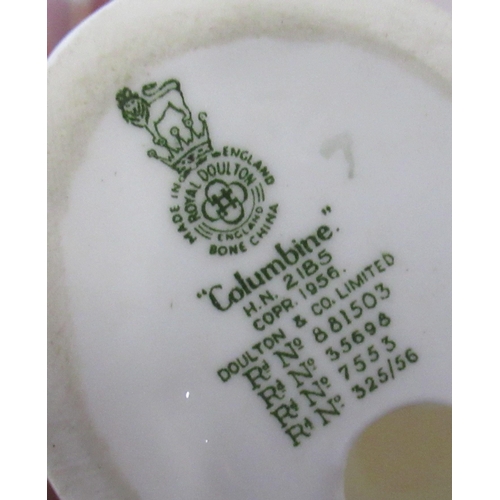 MADE IN ENGLAND
ROYAL DOULTON
ENGLAND
BONE CHINA
"Columbine."
H.N. 2185
COPR. 1956.
DOULTON & CO. LIMITED
Rd No 881503
Rd No 35698
Rd No 7553
Rd No 325/56